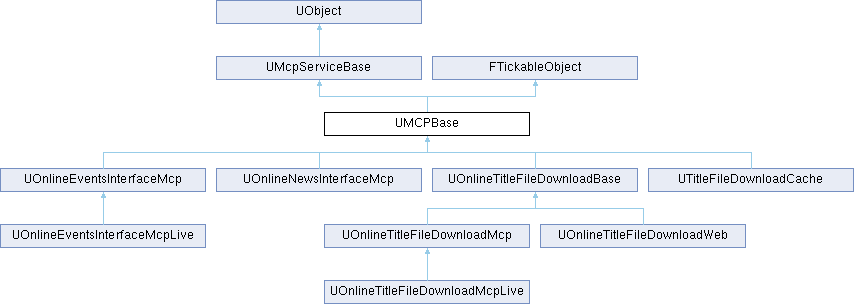 UObject
UMcpServiceBase
FTickableObject
UMCPBase
UOnlineEventsInterfaceMcp
UOnlineNewsInterfaceMcp
UOnlineTitleFileDownloadBase
UTitleFileDownloadCache
UOnlineEventsInterfaceMcpLive
UOnlineTitleFileDownloadMcp
UOnlineTitleFileDownloadWeb
UOnlineTitleFileDownloadMcpLive